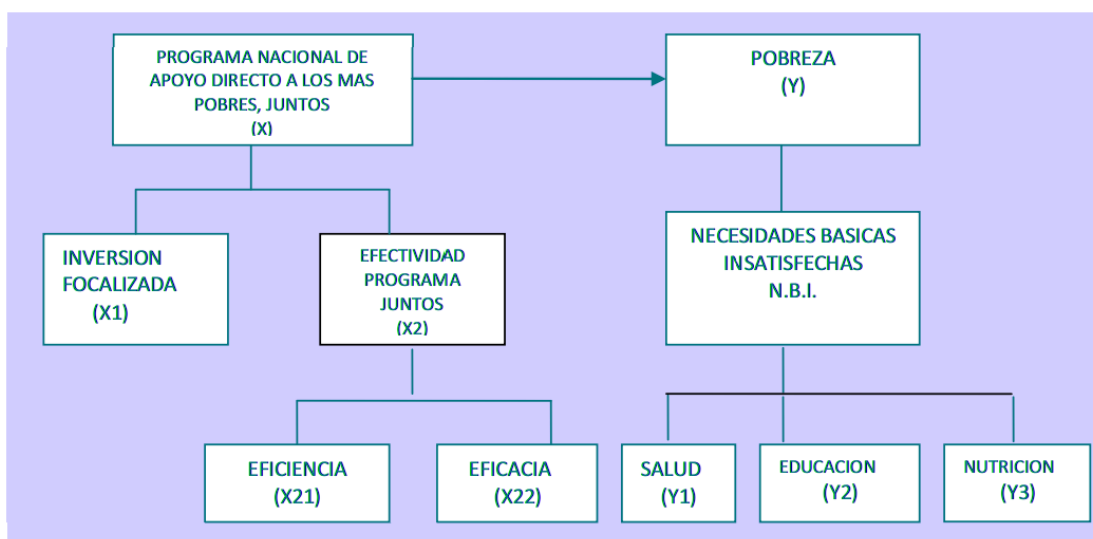 PROGRAMA NACIONAL DE
APOYO DIRECTO A LOS MAS
POBRES, JUNTOS
(X)
POBREZA
(Y)
INVERSION
FOCALIZADA
(X1)
EFECTIVIDAD
PROGRAMA
JUNTOS
(X2)
NECESIDADES BASICAS
INSATISFECHAS
N.B.I.
EFICIENCIA
(X21)
EFICACIA
(X22)
SALUD
(Y1)
EDUCACION
(Y2)
NUTRICION
(Y3)